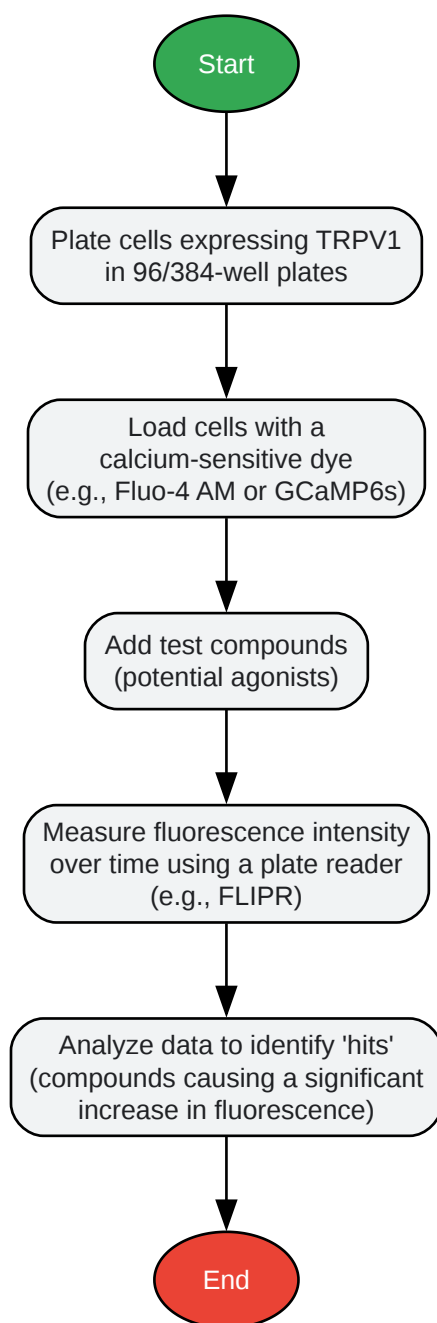 Start
Plate cells expressing TRPV1
in 96/384-well plates
Load cells with a
calcium-sensitive dye
(e.g., Fluo-4 AM or GCaMP6s)
Add test compounds
(potential agonists)
Measure fluorescence intensity
over time using a plate reader
(e.g., FLIPR)
Analyze data to identify 'hits'
(compounds causing a significant
increase in fluorescence)
End